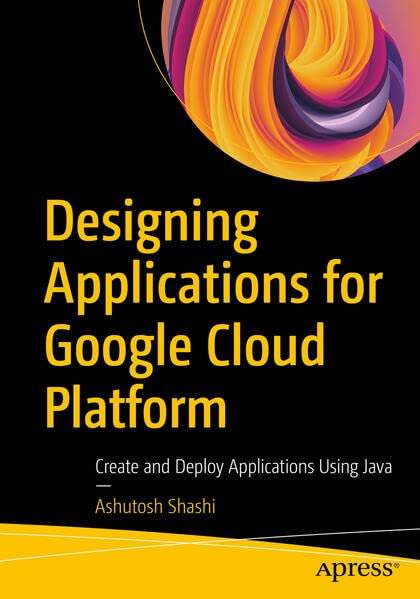 Designing
Applications for
Google Cloud
Platform
Create and Deploy Applications Using Java
Ashutosh Shashi
Apress®